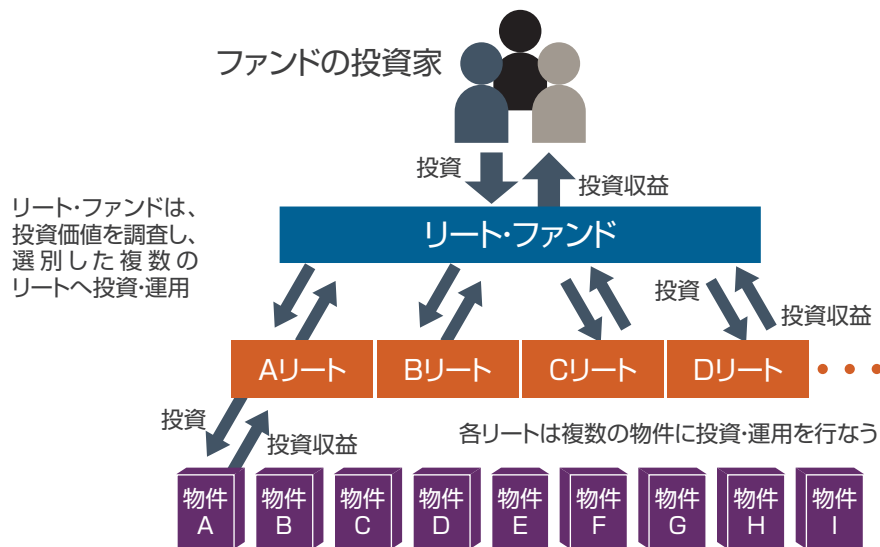 ファンドの投資家
投資
投資収益
リート・ファンドは、
投資価値を調査し、
選別した複数の
リートへ投資・運用
リート・ファンド
投資
投資収益
Aリート
Bリート
Cリート
Dリート
投資
投資収益
各リートは複数の物件に投資・運用を行なう
物件
A
物件
B
物件
C
物件
D
物件
E
物件
F
物件
G
物件
H
物件
I